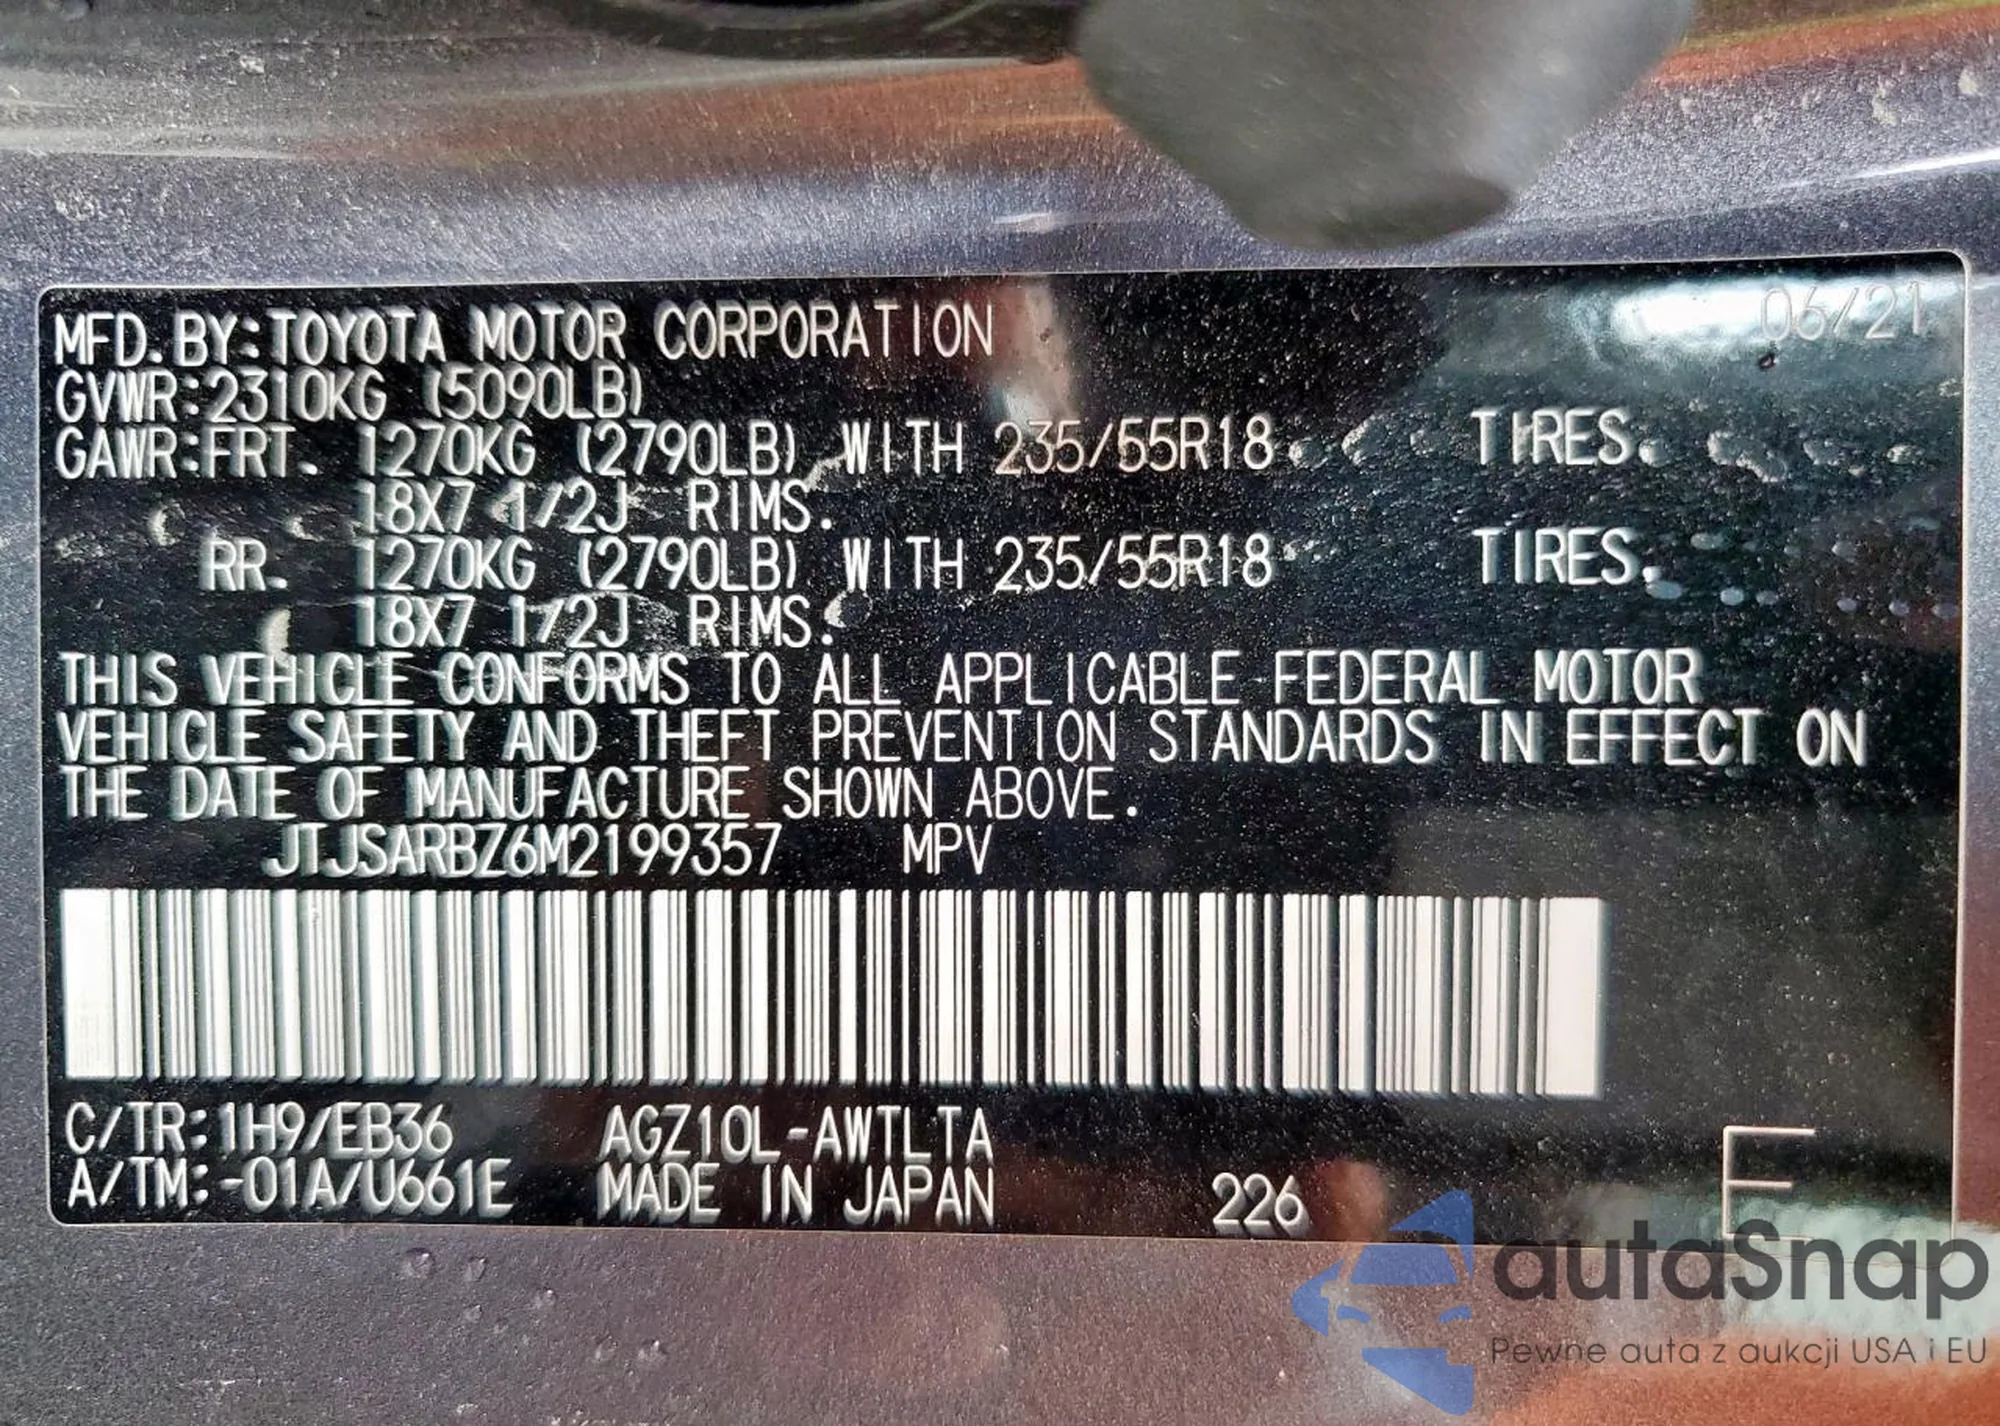 06/21
MFD. BY: TOYOTA MOTOR CORPORATION
GVWR: 2310KG (5090LB)
GAWR: FRT. 1270KG (2790LB) WITH 235/55R18 TIRES.
18X7 1/2J RIMS.
RR. 1270KG (2790LB) WITH 235/55R18 TIRES.
18X7 1/2J RIMS.
THIS VEHICLE CONFORMS TO ALL APPLICABLE FEDERAL MOTOR
VEHICLE SAFETY AND THEFT PREVENTION STANDARDS IN EFFECT ON
THE DATE OF MANUFACTURE SHOWN ABOVE.
JTJSARBZ6M2199357 MPV
C/TR: 1H9/EB36 AGZ10L-AWTLTA
A/TM: -01A/U661E MADE IN JAPAN 226 E
autaSnap
Pewne auta z aukcji USA i EU